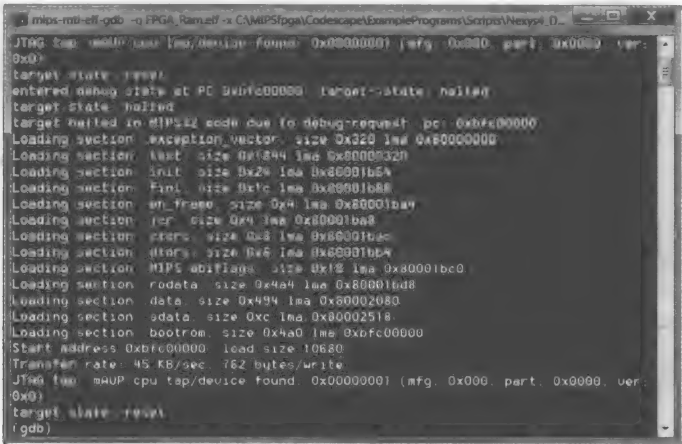 mips-mti-elf-gdb -q FPGA_Ram.elf -x C:\MIPSfpga\Codescape\ExamplePrograms\Scripts\Nexys4_D...
JTAG tap: mAUP cpu tap/device found: 0x00000001 (mfg: 0x000, part: 0x0000, ver:
0x0)
target state: reset
entered debug state at PC 0xbfc00000, target->state: halted
target state: halted
target halted in MIPS32 mode due to debug-request, pc: 0xbfc00000
Loading section .exception_vector, size 0x320 lma 0x80000000
Loading section .text, size 0x1844 lma 0x80000320
Loading section .init, size 0x24 lma 0x80001b64
Loading section .fini, size 0x1c lma 0x80001b88
Loading section .eh_frame, size 0x4 lma 0x80001ba4
Loading section .jcr, size 0x4 lma 0x80001ba8
Loading section .ctors, size 0x8 lma 0x80001bac
Loading section .dtors, size 0x8 lma 0x80001bb4
Loading section .MIPS.abiflags, size 0x18 lma 0x80001bc0
Loading section .rodata, size 0x4a4 lma 0x80001bd8
Loading section .data, size 0x494 lma 0x80002080
Loading section .sdata, size 0xc lma 0x80002518
Loading section .bootrom, size 0x4a0 lma 0xbfc00000
Start address 0xbfc00000, load size 10680
Transfer rate: 45 KB/sec, 762 bytes/write.
JTAG tap: mAUP cpu tap/device found: 0x00000001 (mfg: 0x000, part: 0x0000, ver:
0x0)
target state: reset
(gdb)